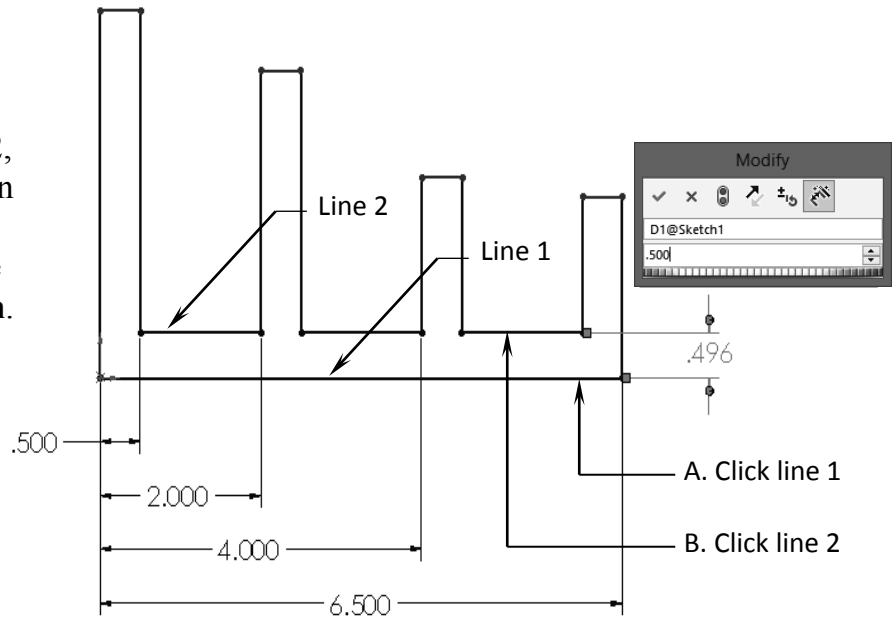 n
.
Line 2
Line 1
Modify
D1@Sketch1
.500
.496
.500
A. Click line 1
2.000
B. Click line 2
4.000
6.500